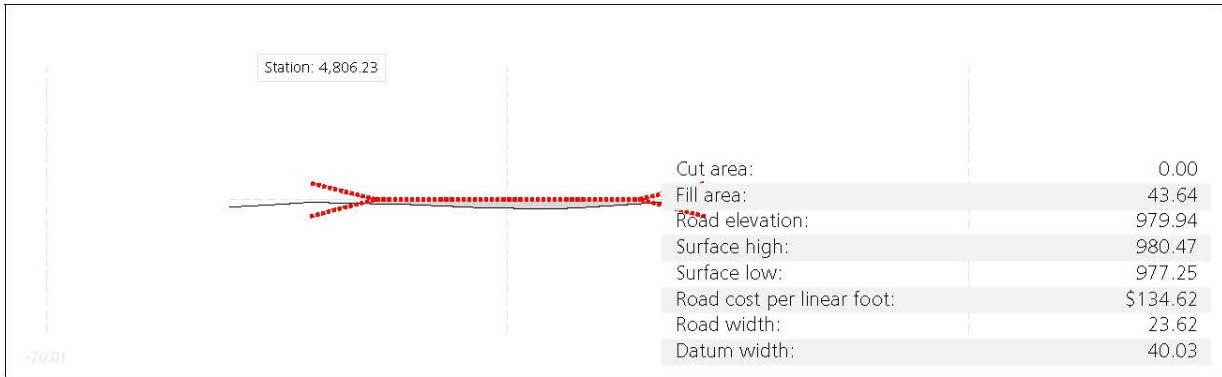 Station: 4,806.23
Cut area: 0.00
Fill area: 43.64
Road elevation: 979.94
Surface high: 980.47
Surface low: 977.25
Road cost per linear foot: $134.62
Road width: 23.62
Datum width: 40.03
-70.01